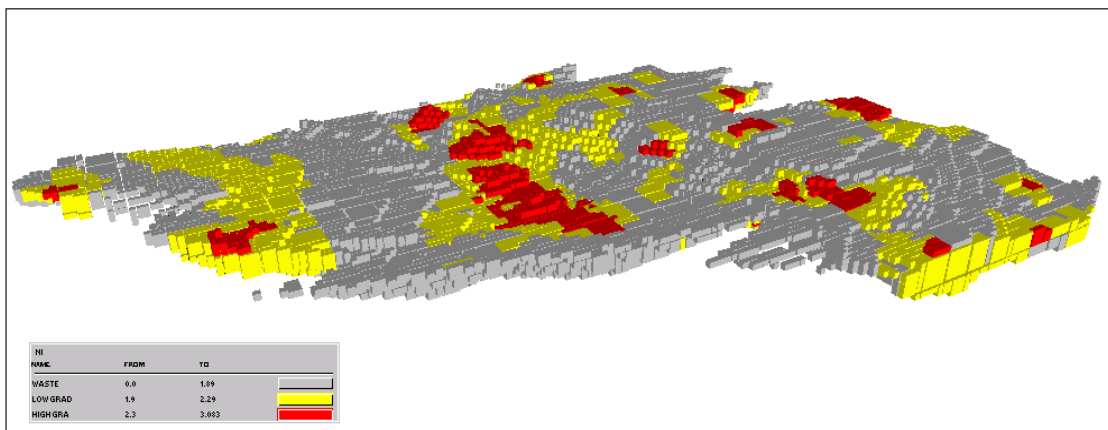 NI
NAME FROM TO
WASTE 0.0 1.89
LOW GRAD 1.9 2.29
HIGH GRA 2.3 3.083